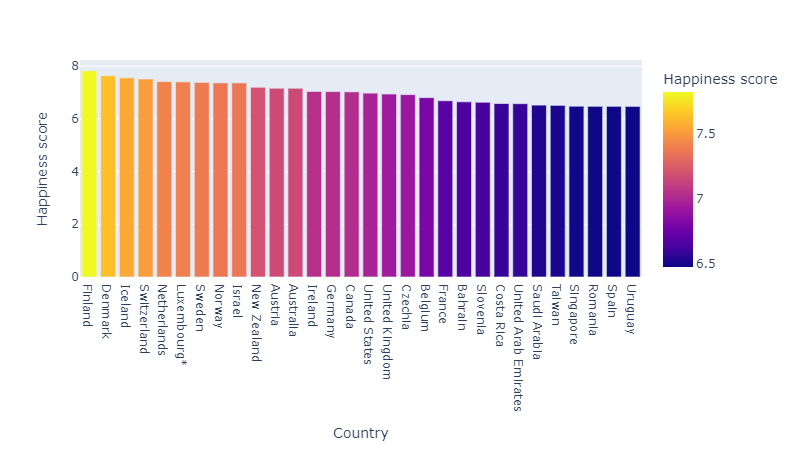 Happiness score
8
6
4
2
0
Happiness score
7.5
7
6.5
Finland
Denmark
Iceland
Switzerland
Netherlands
Luxembourg*
Sweden
Norway
Israel
New Zealand
Austria
Australia
Ireland
Germany
Canada
United States
United Kingdom
Czechia
Belgium
France
Bahrain
Slovenia
Costa Rica
United Arab Emirates
Saudi Arabia
Taiwan
Singapore
Romania
Spain
Uruguay
Country